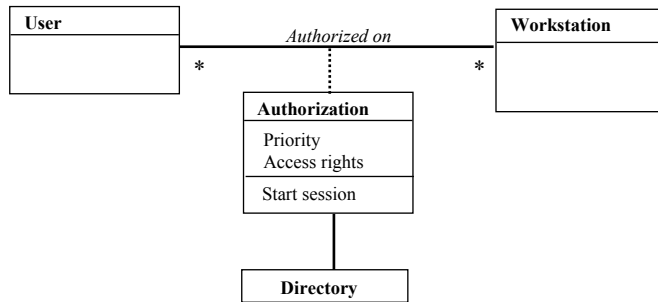 User
Workstation
Authorized on
*
*
Authorization
Priority
Access rights
Start session
Directory